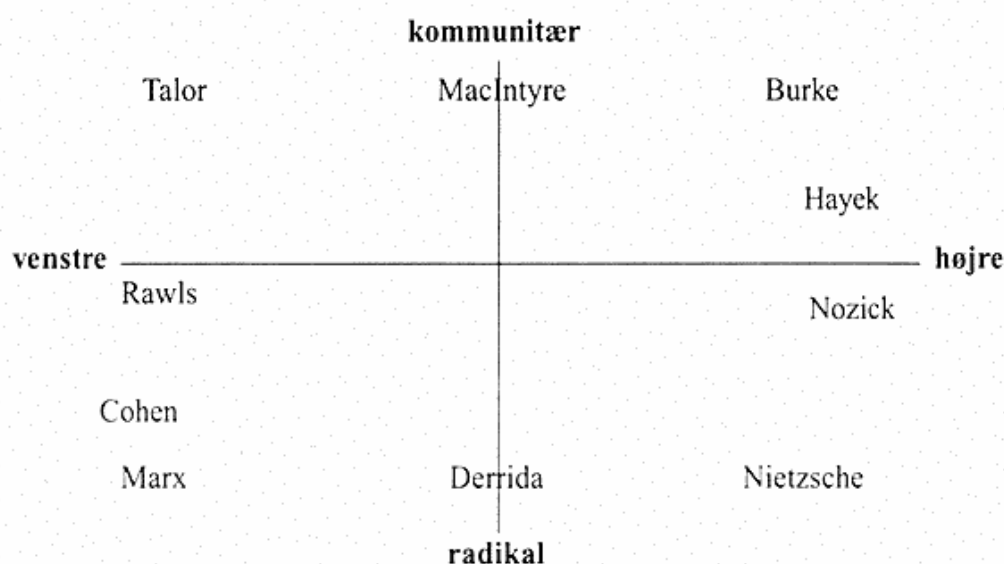 kommunitær
Talor MacIntyre Burke
Hayek
venstre højre
Rawls
Nozick
Cohen
Marx Derrida Nietzsche
radikal